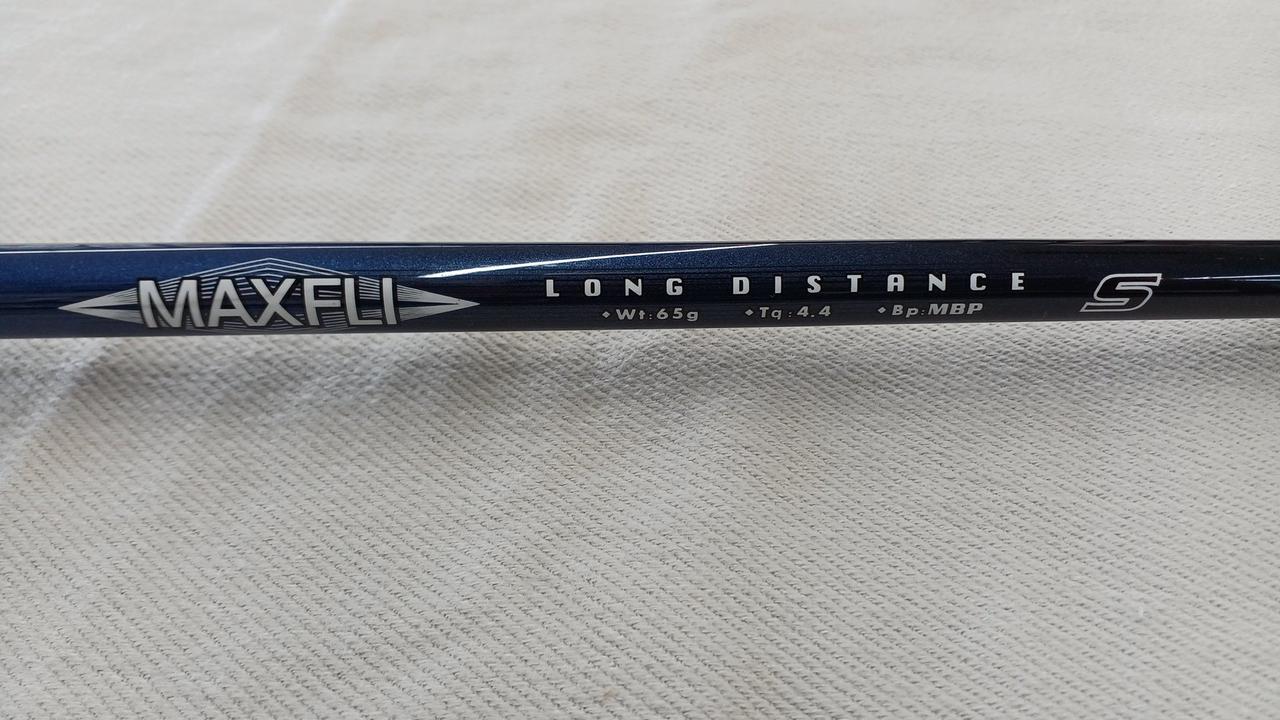 MAXFLI
LONG DISTANCE
Wt:65g Tq:4.4 Bp:MBP
S